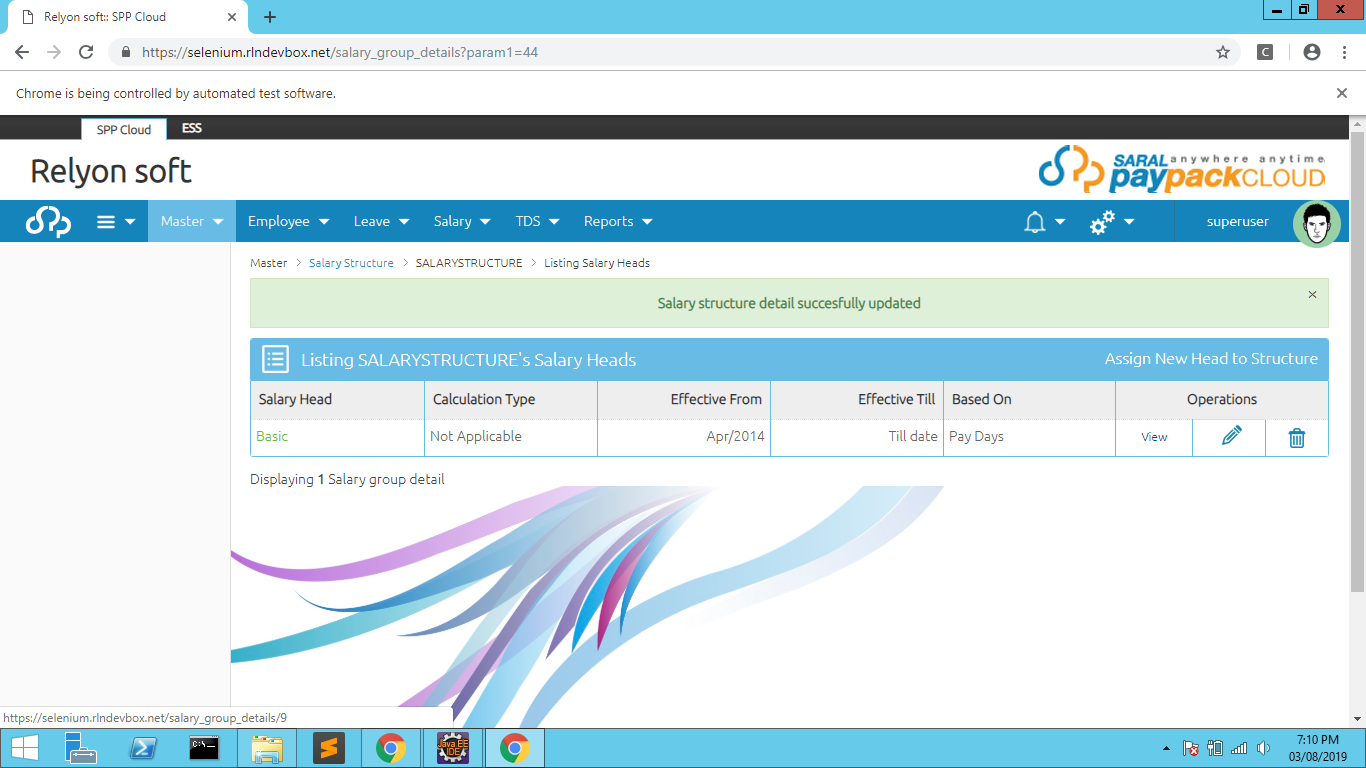 Relyon soft:: SPP Cloud
https://selenium.rlndevbox.net/salary_group_details?param1=44
C
Chrome is being controlled by automated test software.
SPP Cloud ESS
Relyon soft
SARAL anywhere anytime
paypackCLOUD
Master Employee Leave Salary TDS Reports superuser
Master > Salary Structure > SALARYSTRUCTURE > Listing Salary Heads
Salary structure detail succesfully updated ×
Listing SALARYSTRUCTURE's Salary Heads Assign New Head to Structure
Salary Head Calculation Type Effective From Effective Till Based On Operations
Basic Not Applicable Apr/2014 Till date Pay Days View
Displaying 1 Salary group detail
https://selenium.rlndevbox.net/salary_group_details/9
C:\
Java EE
IDE
7:10 PM
03/08/2019